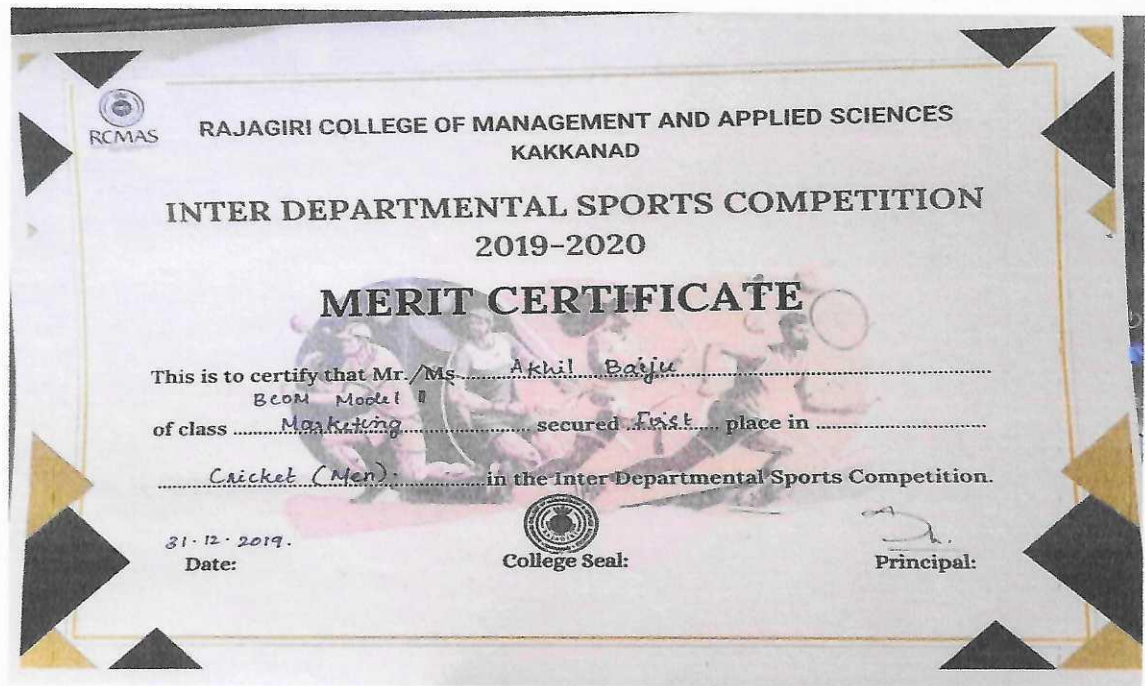 RCMAS
RAJAGIRI COLLEGE OF MANAGEMENT AND APPLIED SCIENCES
KAKKANAD
INTER DEPARTMENTAL SPORTS COMPETITION
2019-2020
MERIT CERTIFICATE
This is to certify that Mr./Ms. Akhil Baiju
BCOM Model II
of class Marketing secured First place in
Cricket (Men). in the Inter Departmental Sports Competition.
31.12.2019.
Date: College Seal: Principal: